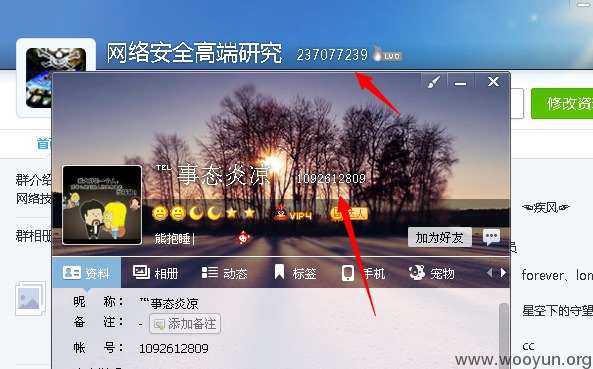 网络安全高端研究 237077239 LV0
修改资
首
群介绍
网络技
群相册
℡事态炎凉 1092612809
VIP4
熊抱睡!
加为好友
资料 相册 动态 标签 手机 宠物
昵 称: ℡事态炎凉
备 注: - 添加备注
帐 号: 1092612809
疾风
员
forever、lon
星空下的守望
cc
www.wooyun.org